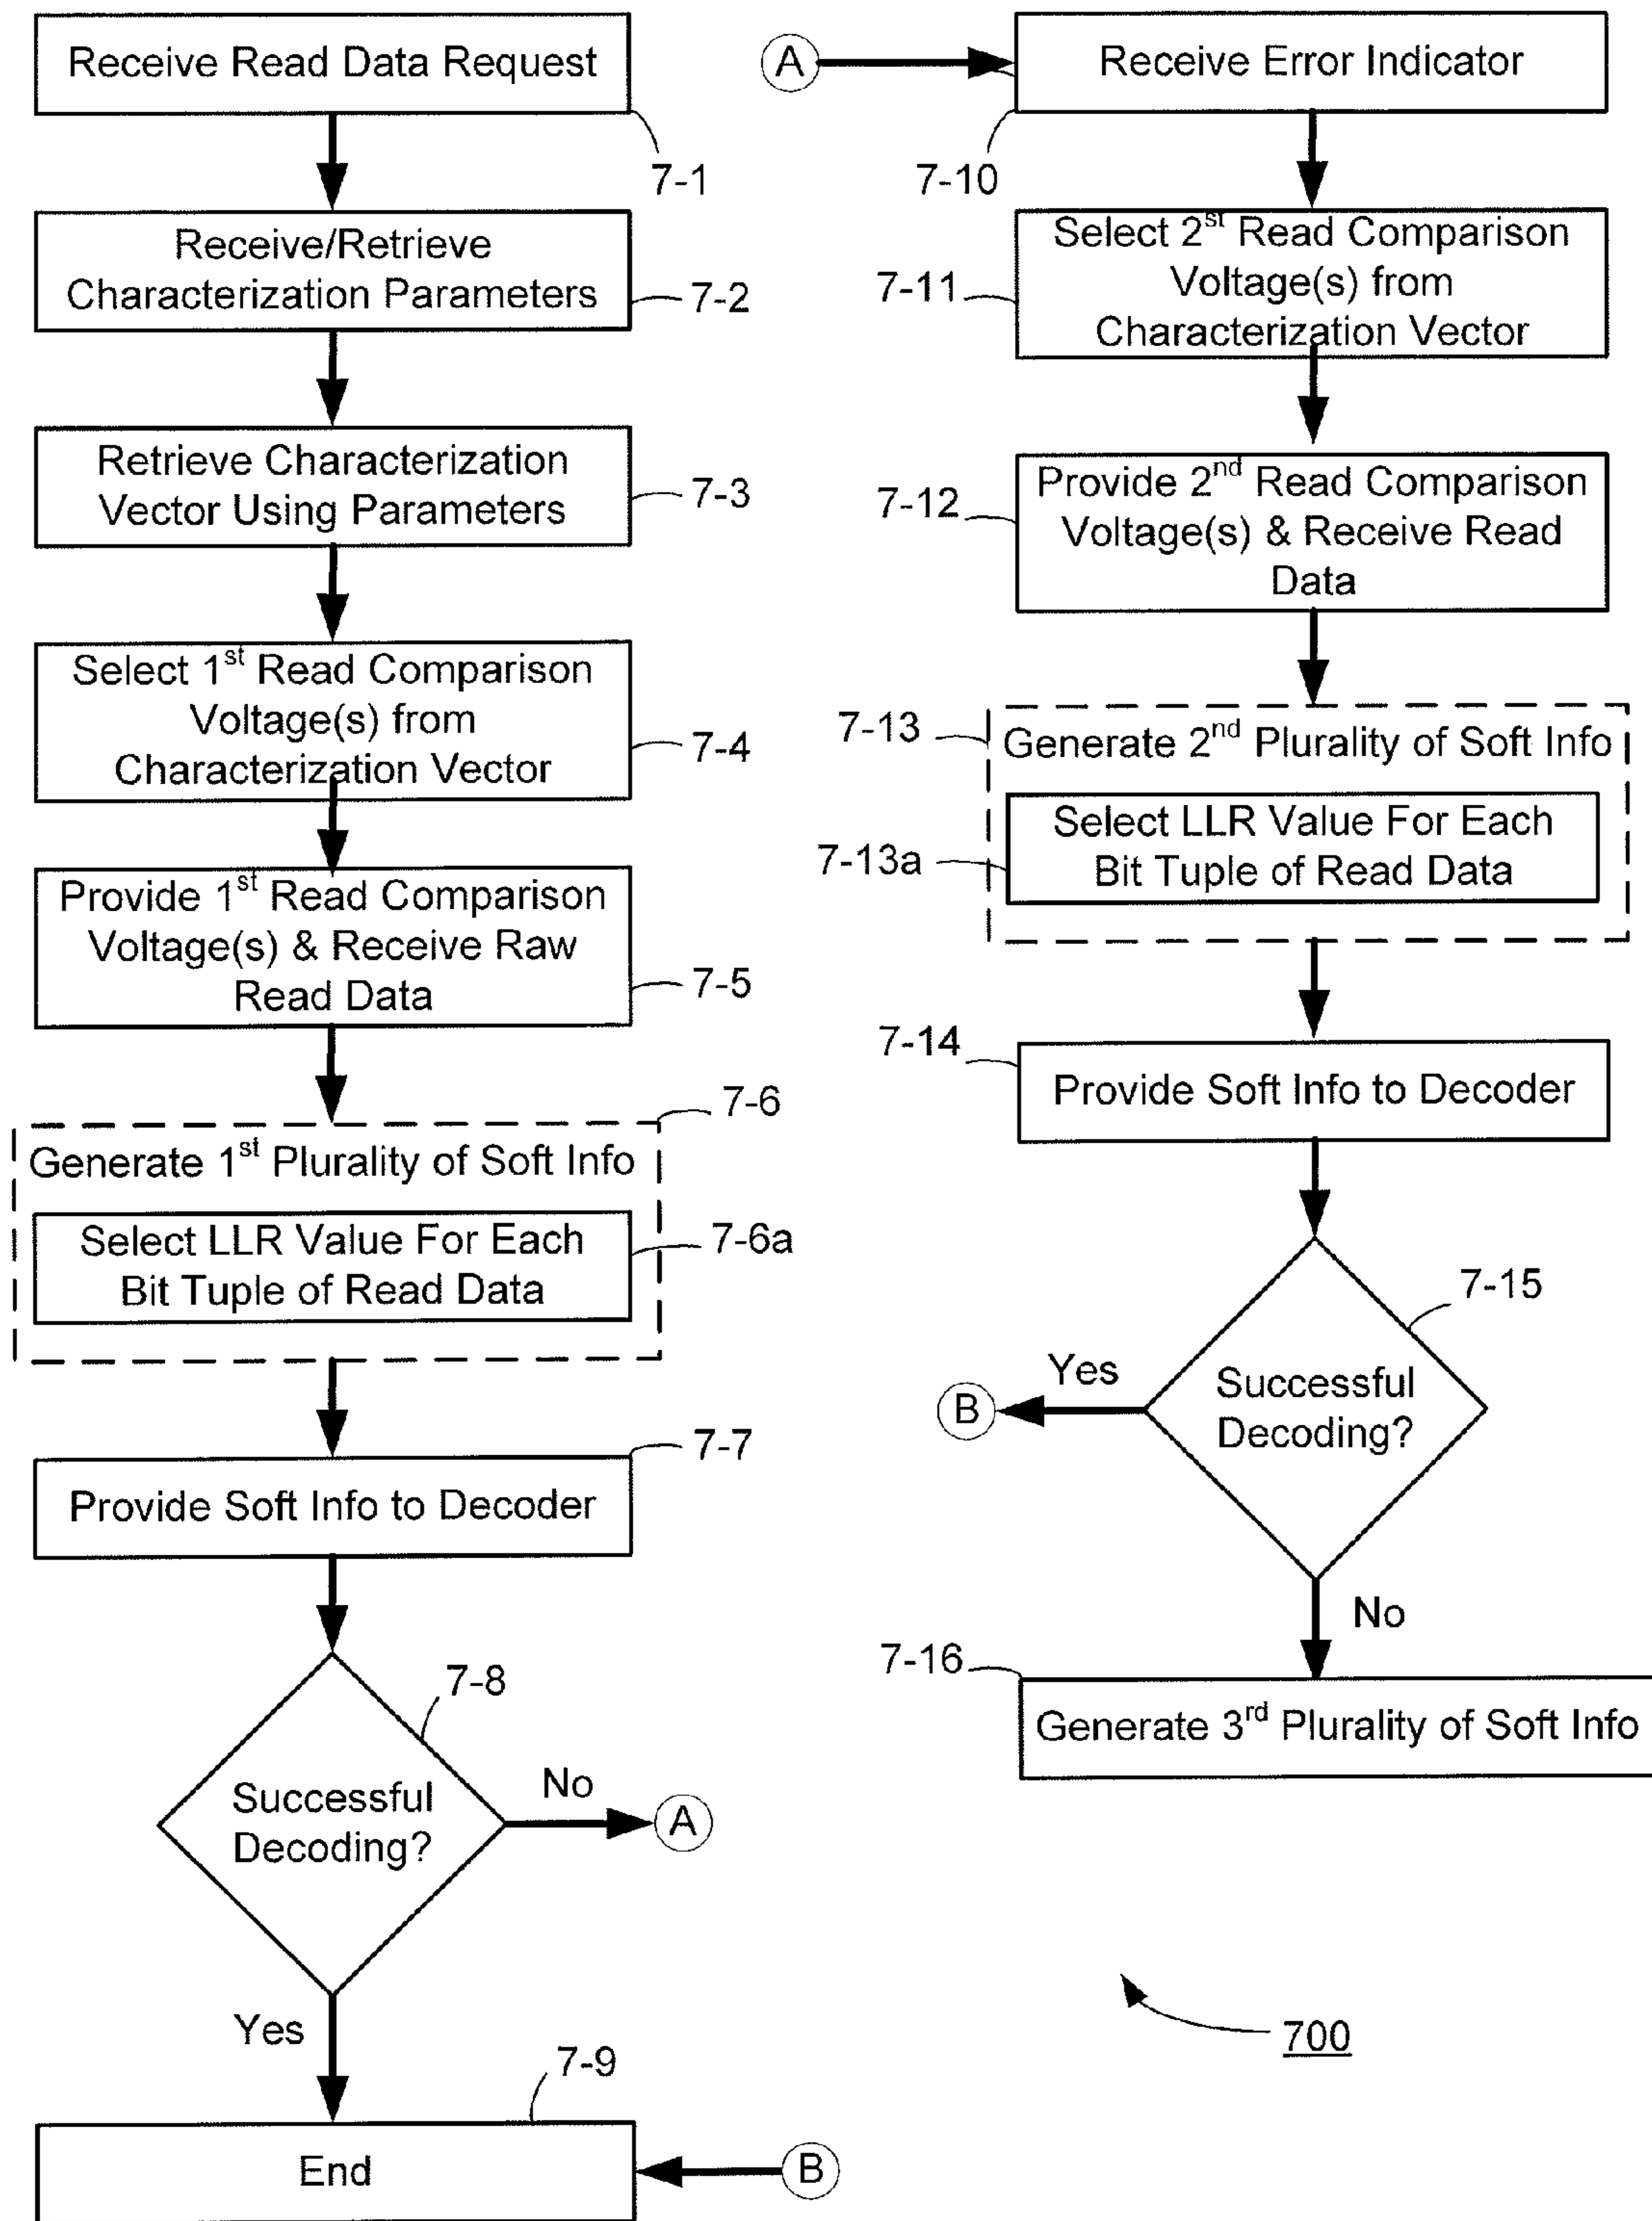 Receive Read Data Request
7-1
Receive/Retrieve
Characterization Parameters
7-2
Retrieve Characterization
Vector Using Parameters
7-3
Select 1st Read Comparison
Voltage(s) from
Characterization Vector
7-4
Provide 1st Read Comparison
Voltage(s) & Receive Raw
Read Data
7-5
7-6
Generate 1st Plurality of Soft Info
Select LLR Value For Each
Bit Tuple of Read Data
7-6a
7-7
Provide Soft Info to Decoder
7-8
Successful
Decoding?
No
A
Yes
7-9
End
B
A
Receive Error Indicator
7-10
Select 2st Read Comparison
Voltage(s) from
Characterization Vector
7-11
Provide 2nd Read Comparison
Voltage(s) & Receive Read
Data
7-12
7-13
Generate 2nd Plurality of Soft Info
Select LLR Value For Each
Bit Tuple of Read Data
7-13a
7-14
Provide Soft Info to Decoder
7-15
Successful
Decoding?
Yes
B
No
7-16
Generate 3rd Plurality of Soft Info
700